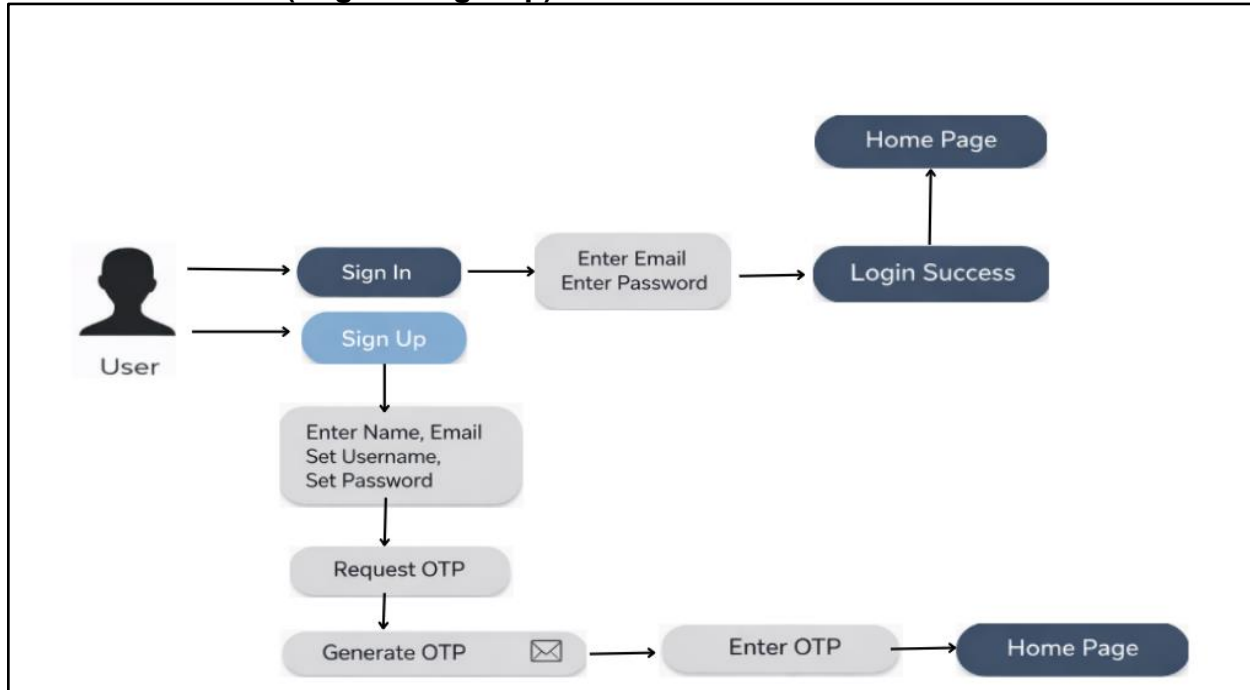 Home Page
Sign In
Enter Email
Enter Password
Login Success
Sign Up
User
Enter Name, Email
Set Username,
Set Password
Request OTP
Generate OTP
Enter OTP
Home Page